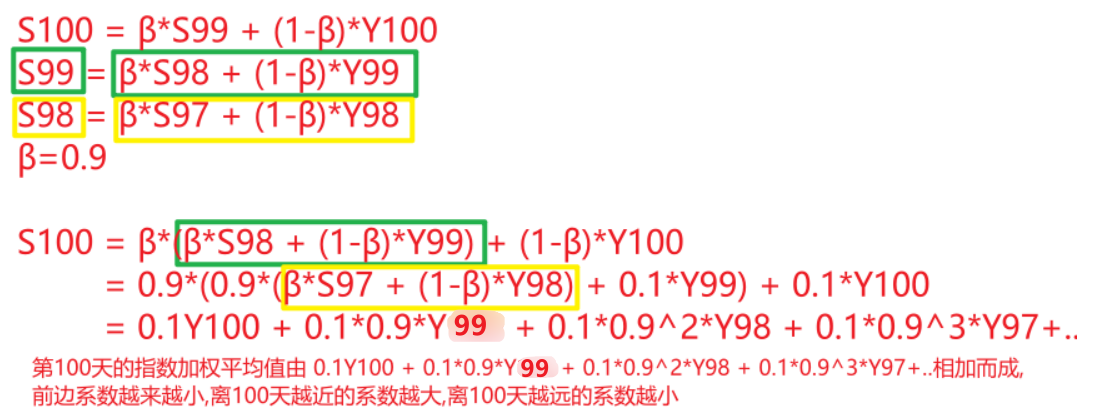 S100 = β*S99 + (1-β)*Y100
S99 = β*S98 + (1-β)*Y99
S98 = β*S97 + (1-β)*Y98
β=0.9
S100 = β*(β*S98 + (1-β)*Y99) + (1-β)*Y100
= 0.9*(0.9*(β*S97 + (1-β)*Y98) + 0.1*Y99) + 0.1*Y100
= 0.1Y100 + 0.1*0.9*Y99 + 0.1*0.9^2*Y98 + 0.1*0.9^3*Y97+..
第100天的指数加权平均值由 0.1Y100 + 0.1*0.9*Y99 + 0.1*0.9^2*Y98 + 0.1*0.9^3*Y97+..相加而成,
前边系数越来越小,离100天越近的系数越大,离100天越远的系数越小